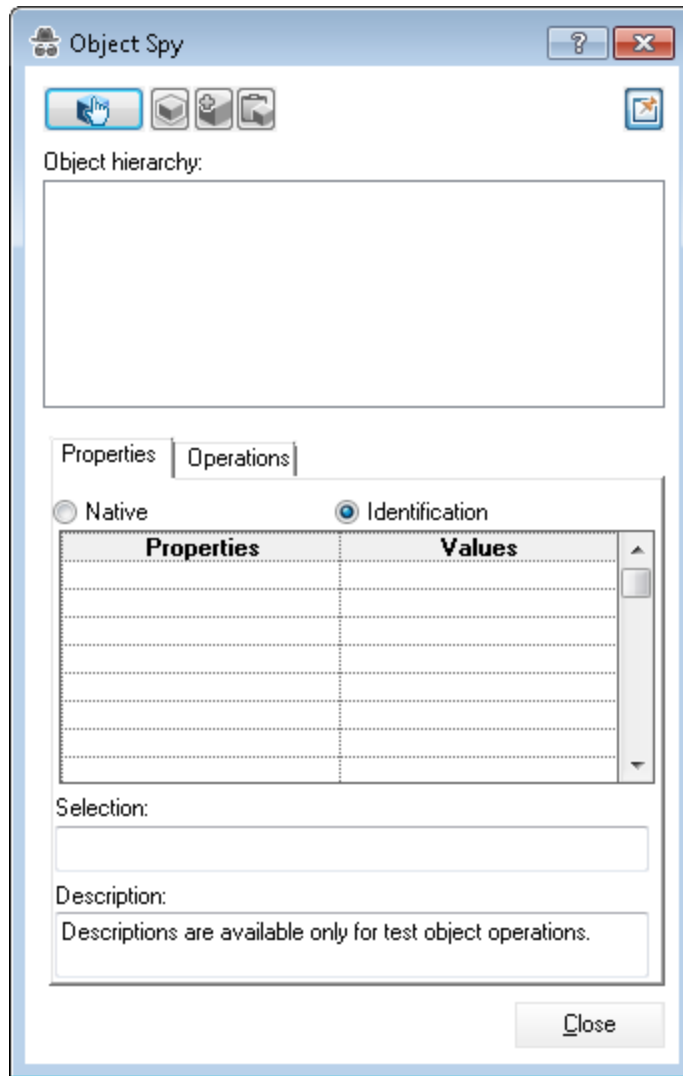 Object Spy
?
Object hierarchy:
Properties
Operations
Native
Identification
Properties
Values
Selection:
Description:
Descriptions are available only for test object operations.
Close